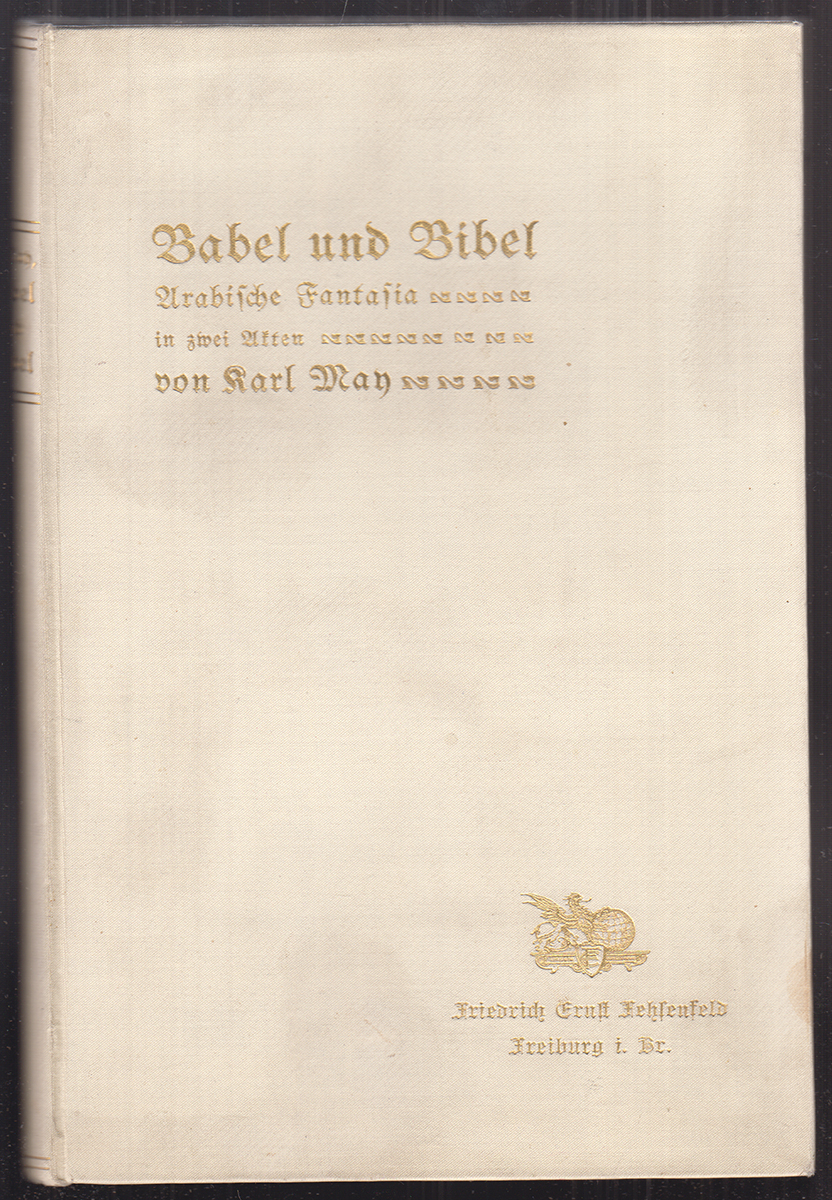 Babel und Bibel
Arabische Fantasia
in zwei Akten
von Karl May
Friedrich Ernst Fehsenfeld
Freiburg i. Br.